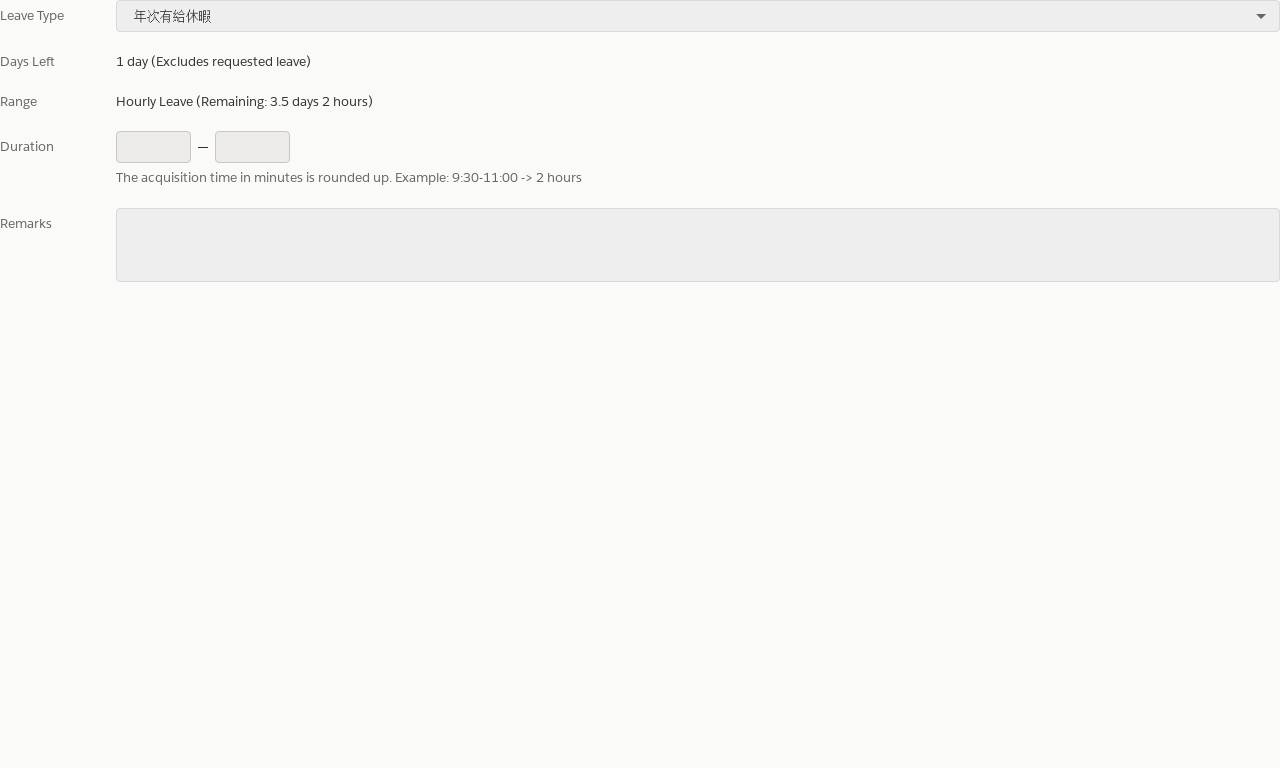 Leave Type 年次有給休暇
Days Left 1 day (Excludes requested leave)
Range Hourly Leave (Remaining: 3.5 days 2 hours)
Duration –
The acquisition time in minutes is rounded up. Example: 9:30-11:00 -> 2 hours
Remarks